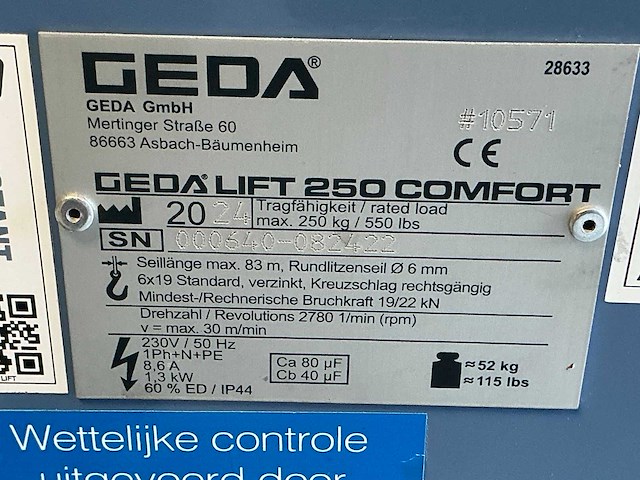 GEDA®
28633
GEDA GmbH
Mertinger Straße 60
86663 Asbach-Bäumenheim
#10571
CE
GEDA® LIFT 250 COMFORT
2024 Tragfähigkeit / rated load
max. 250 kg / 550 lbs
SN 000640-082422
Seillänge max. 83 m, Rundlitzenseil Ø 6 mm
6x19 Standard, verzinkt, Kreuzschlag rechtsgängig
Mindest-/Rechnerische Bruchkraft 19/22 kN
Drehzahl / Revolutions 2780 1/min (rpm)
v = max. 30 m/min
230V / 50 Hz
1Ph+N+PE
8,6 A
1,3 kW
60 % ED / IP44
Ca 80 µF
Cb 40 µF
≈52 kg
≈115 lbs
Wettelijke controle
uitgevoerd door
LIFT